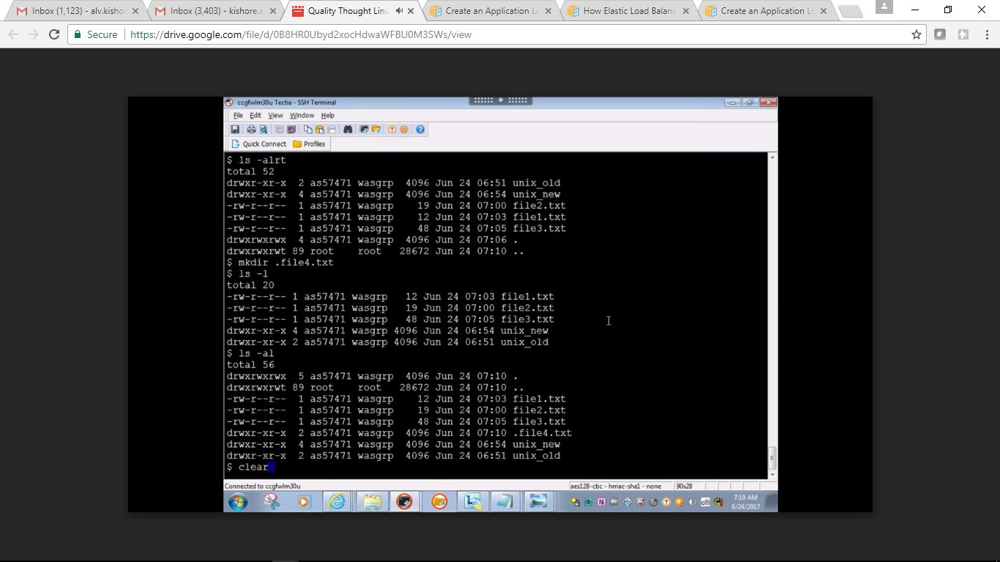 Inbox (1,123) - alv.kishor
Inbox (3,403) - kishore.a
Quality Thought Linu
Create an Application Lo
How Elastic Load Balanc
Create an Application Lo
Secure
https://drive.google.com/file/d/0B8HR0Ubyd2xocHdwaWFBU0M3SWs/view
ccgfwlm30u Tectia - SSH Terminal
File Edit View Window Help
Quick Connect Profiles
$ ls -alrt
total 52
drwxr-xr-x 2 as57471 wasgrp 4096 Jun 24 06:51 unix_old
drwxr-xr-x 4 as57471 wasgrp 4096 Jun 24 06:54 unix_new
-rw-r--r-- 1 as57471 wasgrp 19 Jun 24 07:00 file2.txt
-rw-r--r-- 1 as57471 wasgrp 12 Jun 24 07:03 file1.txt
-rw-r--r-- 1 as57471 wasgrp 48 Jun 24 07:05 file3.txt
drwxrwxrwx 4 as57471 wasgrp 4096 Jun 24 07:06 .
drwxrwxrwt 89 root root 28672 Jun 24 07:10 ..
$ mkdir .file4.txt
$ ls -l
total 20
-rw-r--r-- 1 as57471 wasgrp 12 Jun 24 07:03 file1.txt
-rw-r--r-- 1 as57471 wasgrp 19 Jun 24 07:00 file2.txt
-rw-r--r-- 1 as57471 wasgrp 48 Jun 24 07:05 file3.txt
drwxr-xr-x 4 as57471 wasgrp 4096 Jun 24 06:54 unix_new
drwxr-xr-x 2 as57471 wasgrp 4096 Jun 24 06:51 unix_old
$ ls -al
total 56
drwxrwxrwx 5 as57471 wasgrp 4096 Jun 24 07:10 .
drwxrwxrwt 89 root root 28672 Jun 24 07:10 ..
-rw-r--r-- 1 as57471 wasgrp 12 Jun 24 07:03 file1.txt
-rw-r--r-- 1 as57471 wasgrp 19 Jun 24 07:00 file2.txt
-rw-r--r-- 1 as57471 wasgrp 48 Jun 24 07:05 file3.txt
drwxr-xr-x 2 as57471 wasgrp 4096 Jun 24 07:10 .file4.txt
drwxr-xr-x 4 as57471 wasgrp 4096 Jun 24 06:54 unix_new
drwxr-xr-x 2 as57471 wasgrp 4096 Jun 24 06:51 unix_old
$ clear
Connected to ccgfwlm30u
aes128-cbc - hmac-sha1 - none
90x28
7:10 AM
6/24/2017